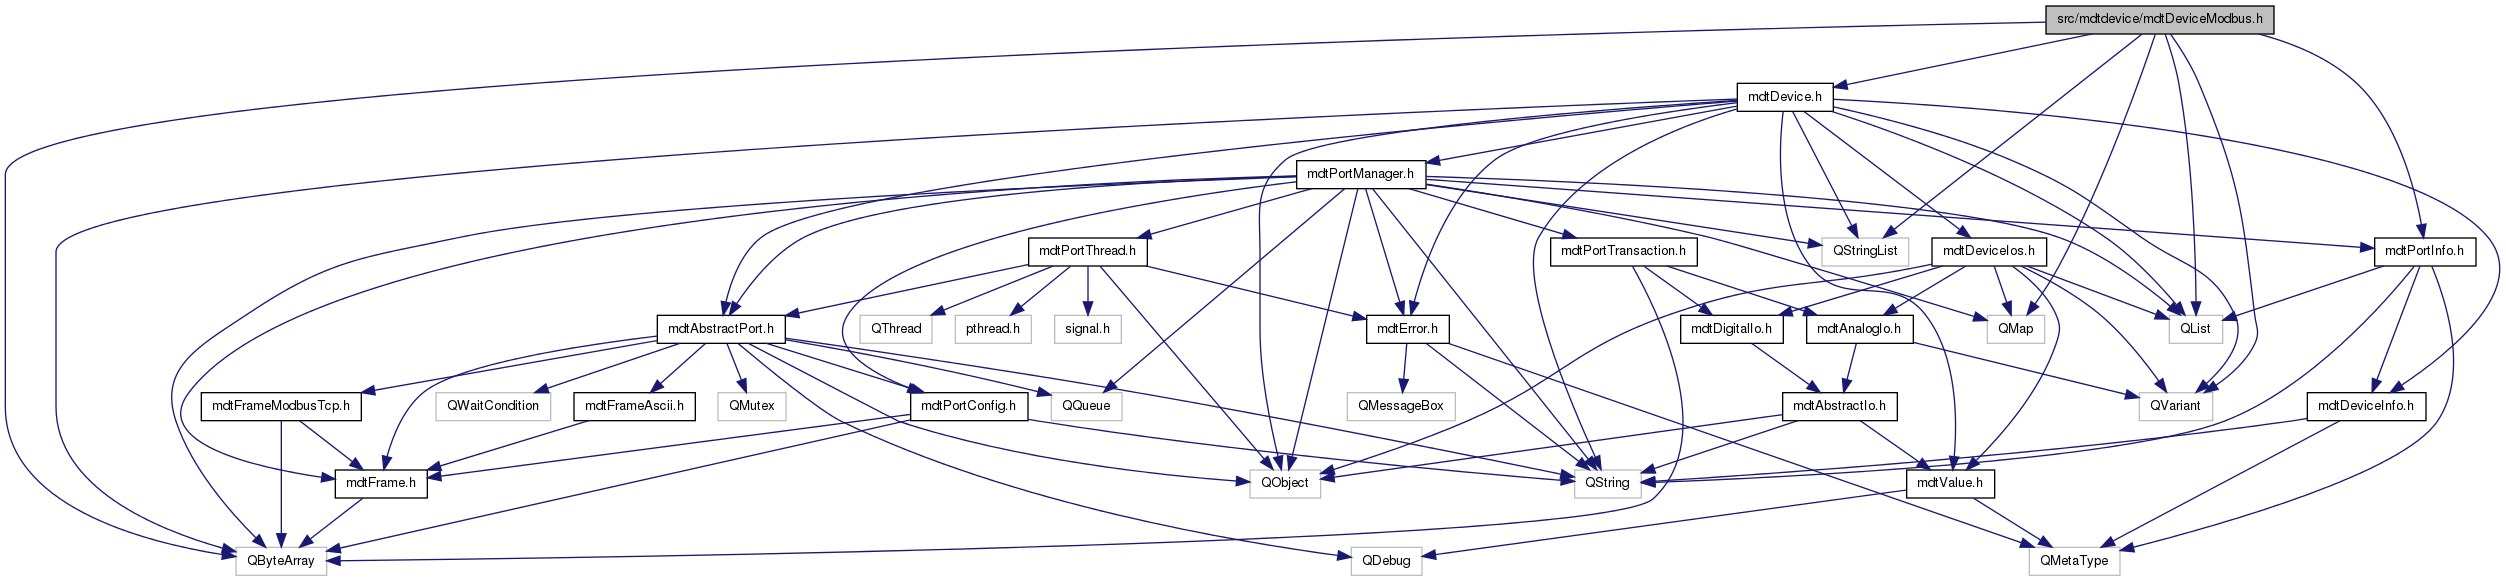 src/mdtdevice/mdtDeviceModbus.h
mdtDevice.h
mdtPortManager.h
mdtPortThread.h
mdtPortTransaction.h
QStringList
mdtDeviceIos.h
mdtPortInfo.h
mdtAbstractPort.h
QThread
pthread.h
signal.h
mdtError.h
mdtDigitalIo.h
mdtAnalogIo.h
QMap
QList
mdtFrameModbusTcp.h
QWaitCondition
mdtFrameAscii.h
QMutex
mdtPortConfig.h
QQueue
QMessageBox
mdtAbstractIo.h
QVariant
mdtDeviceInfo.h
mdtFrame.h
QObject
QString
mdtValue.h
QByteArray
QDebug
QMetaType